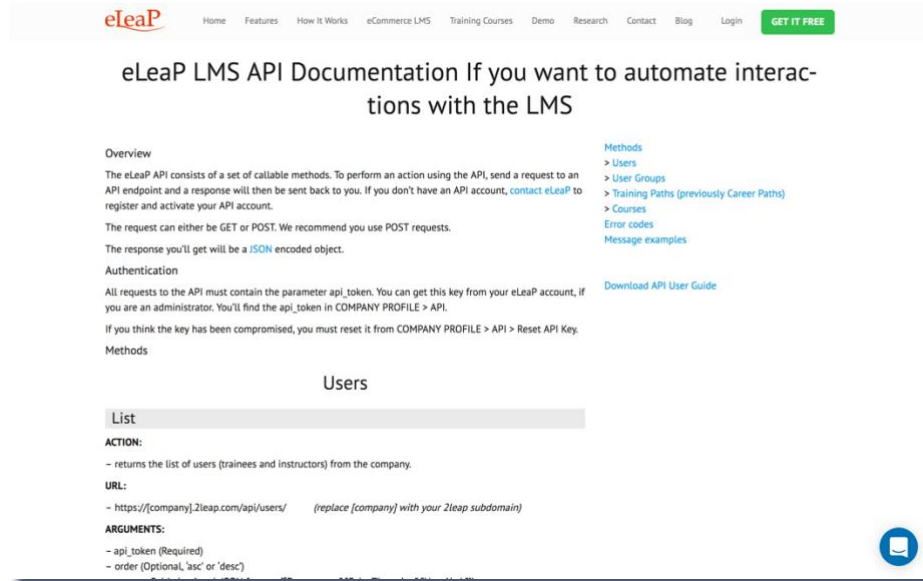 eLeaP
Home Features How It Works eCommerce LMS Training Courses Demo Research Contact Blog Login GET IT FREE
eLeaP LMS API Documentation If you want to automate interac-
tions with the LMS
Overview
The eLeaP API consists of a set of callable methods. To perform an action using the API, send a request to an
API endpoint and a response will then be sent back to you. If you don't have an API account, contact eLeaP to
register and activate your API account.
The request can either be GET or POST. We recommend you use POST requests.
The response you'll get will be a JSON encoded object.
Authentication
All requests to the API must contain the parameter api_token. You can get this key from your eLeaP account, if
you are an administrator. You'll find the api_token in COMPANY PROFILE > API.
If you think the key has been compromised, you must reset it from COMPANY PROFILE > API > Reset API Key.
Methods
Users
List
ACTION:
– returns the list of users (trainees and instructors) from the company.
URL:
– https://[company].2leap.com/api/users/ (replace [company] with your 2leap subdomain)
ARGUMENTS:
– api_token (Required)
– order (Optional, 'asc' or 'desc')
Methods
> Users
> User Groups
> Training Paths (previously Career Paths)
> Courses
Error codes
Message examples
Download API User Guide